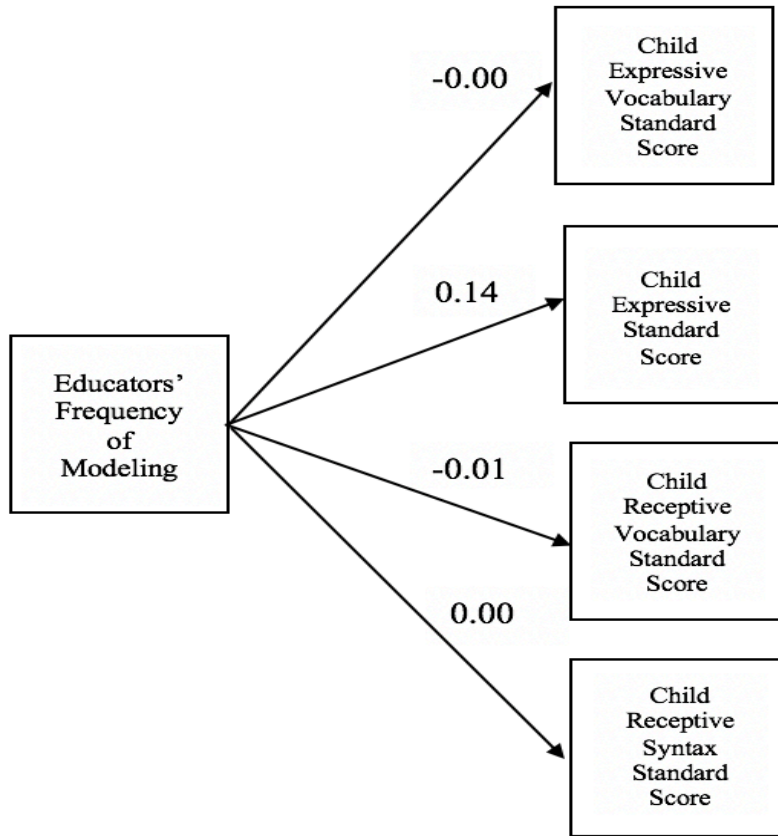 Child
Expressive
Vocabulary
Standard
Score
-0.00
Child
Expressive
Standard
Score
0.14
Educators’
Frequency
of
Modeling
Child
Receptive
Vocabulary
Standard
Score
-0.01
0.00
Child
Receptive
Syntax
Standard
Score